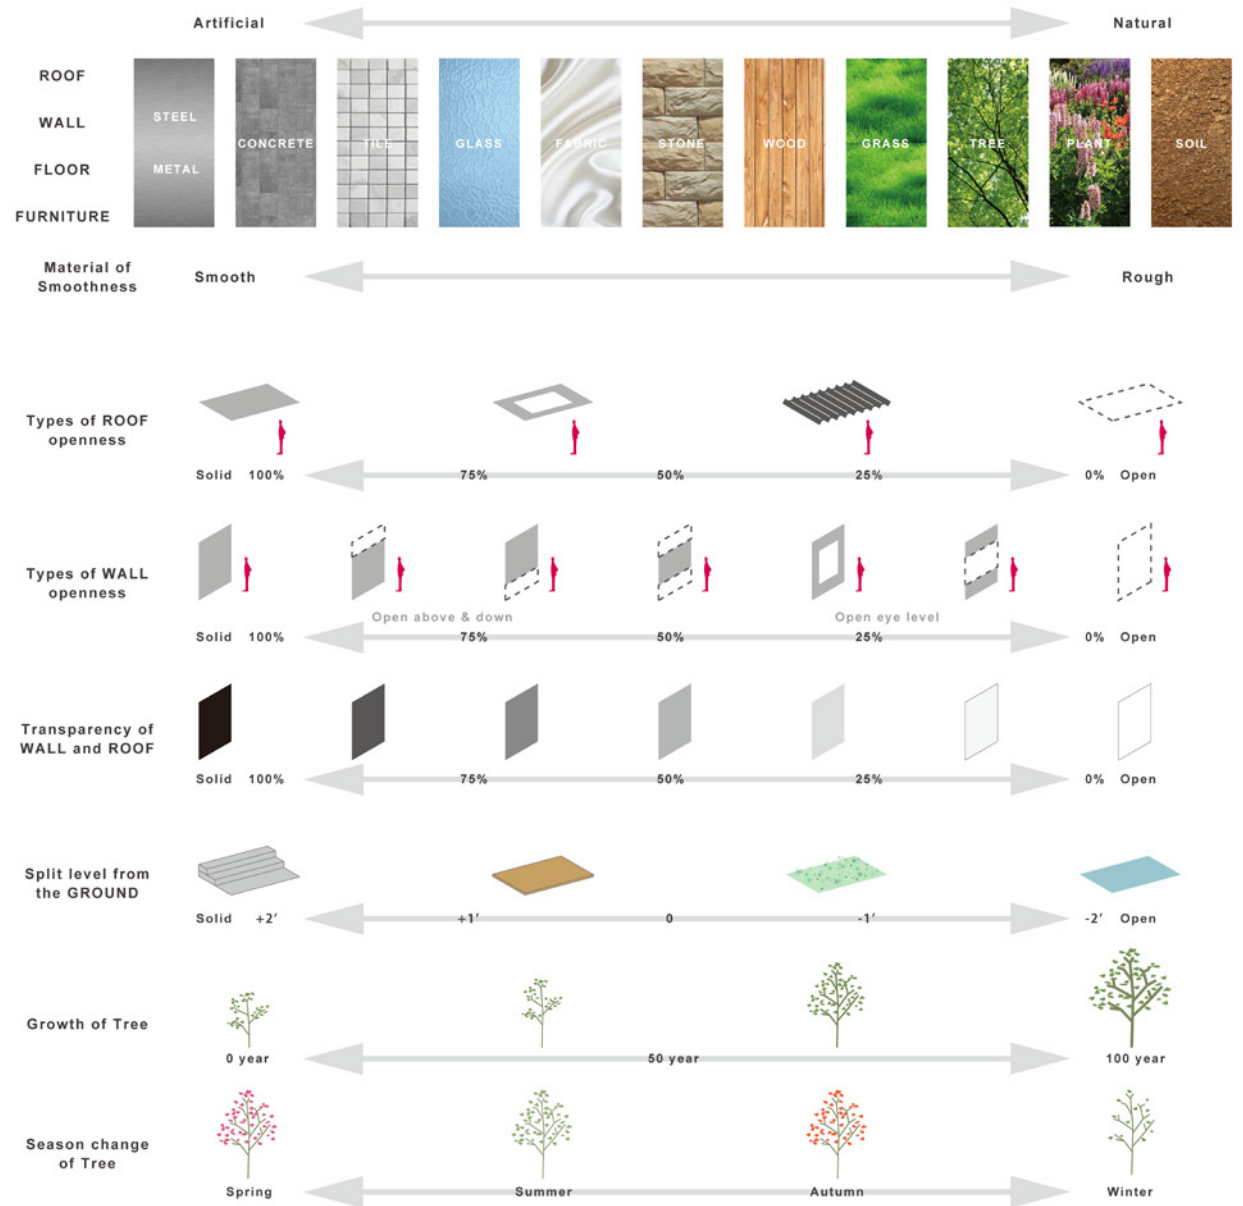 Artificial Natural
ROOF
WALL
FLOOR
FURNITURE
STEEL
METAL
CONCRETE TILE GLASS FABRIC STONE WOOD GRASS TREE PLANT SOIL
Material of
Smoothness
Smooth Rough
Types of ROOF
openness
Solid 100% 75% 50% 25% 0% Open
Types of WALL
openness
Open above & down Open eye level
Solid 100% 75% 50% 25% 0% Open
Transparency of
WALL and ROOF
Solid 100% 75% 50% 25% 0% Open
Split level from
the GROUND
Solid +2′ +1′ 0 -1′ -2′ Open
Growth of Tree
0 year 50 year 100 year
Season change
of Tree
Spring Summer Autumn Winter